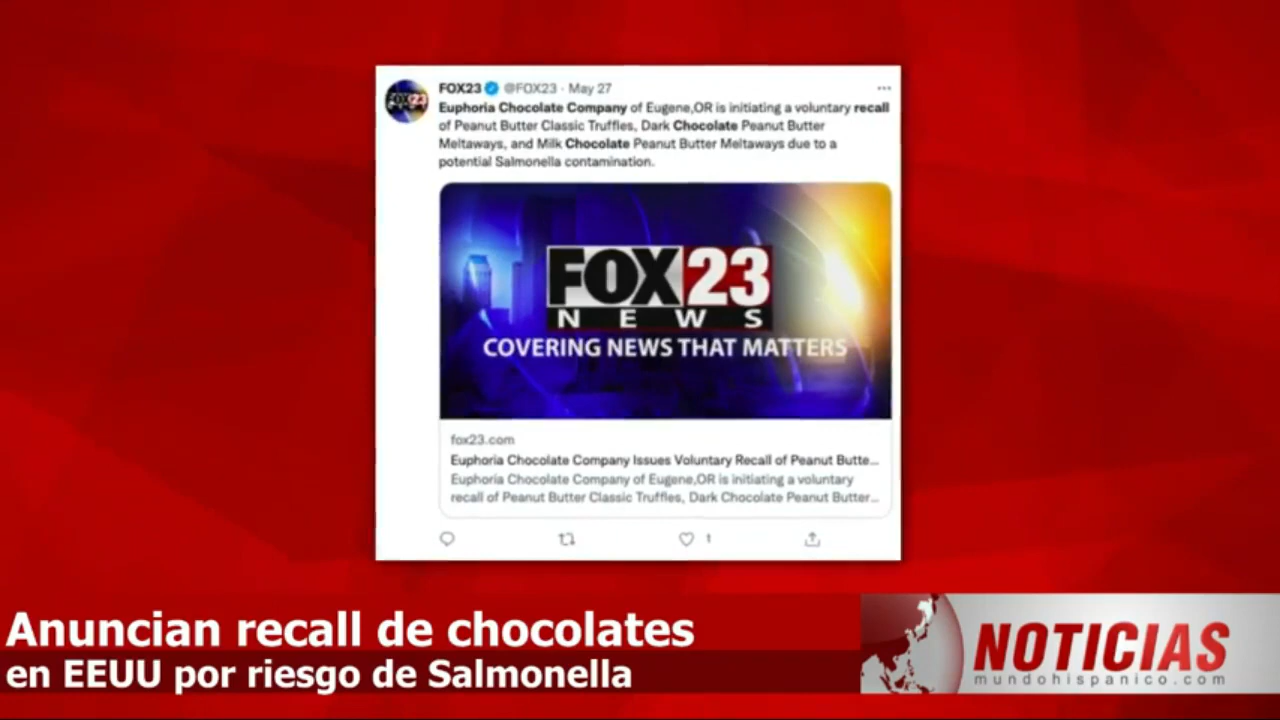 FOX23 @FOX23 · May 27
Euphoria Chocolate Company of Eugene,OR is initiating a voluntary recall
of Peanut Butter Classic Truffles, Dark Chocolate Peanut Butter
Meltaways, and Milk Chocolate Peanut Butter Meltaways due to a
potential Salmonella contamination.
FOX23
FOX 23
NEWS
COVERING NEWS THAT MATTERS
fox23.com
Euphoria Chocolate Company Issues Voluntary Recall of Peanut Butte...
Euphoria Chocolate Company of Eugene,OR is initiating a voluntary
recall of Peanut Butter Classic Truffles, Dark Chocolate Peanut Butter...
1
Anuncian recall de chocolates
en EEUU por riesgo de Salmonella
NOTICIAS
mundohispanico.com